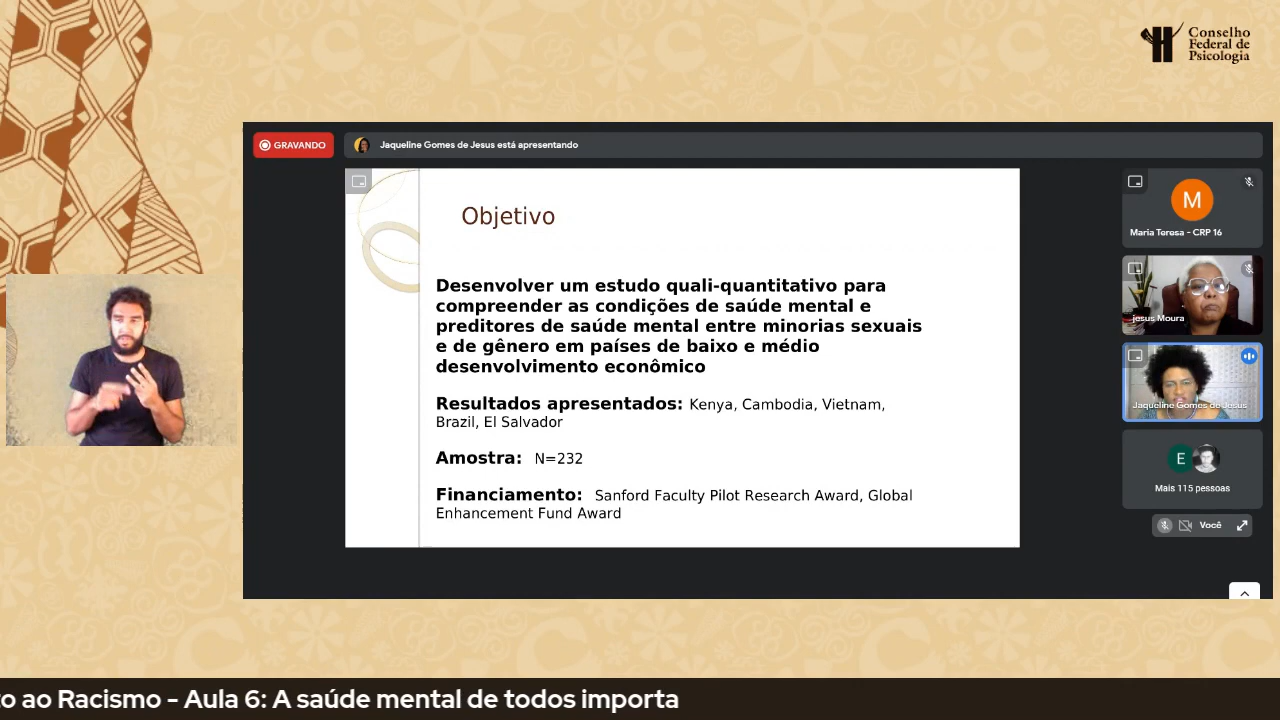 Conselho
Federal de
Psicologia
GRAVANDO
Jaqueline Gomes de Jesus está apresentando
Objetivo
Desenvolver um estudo quali-quantitativo para
compreender as condições de saúde mental e
preditores de saúde mental entre minorias sexuais
e de gênero em países de baixo e médio
desenvolvimento econômico
Resultados apresentados: Kenya, Cambodia, Vietnam,
Brazil, El Salvador
Amostra: N=232
Financiamento: Sanford Faculty Pilot Research Award, Global
Enhancement Fund Award
M
Maria Teresa - CRP 16
jesus Moura
Jaqueline Gomes de Jesus
E
Mais 115 pessoas
Você
o ao Racismo - Aula 6: A saúde mental de todos importa